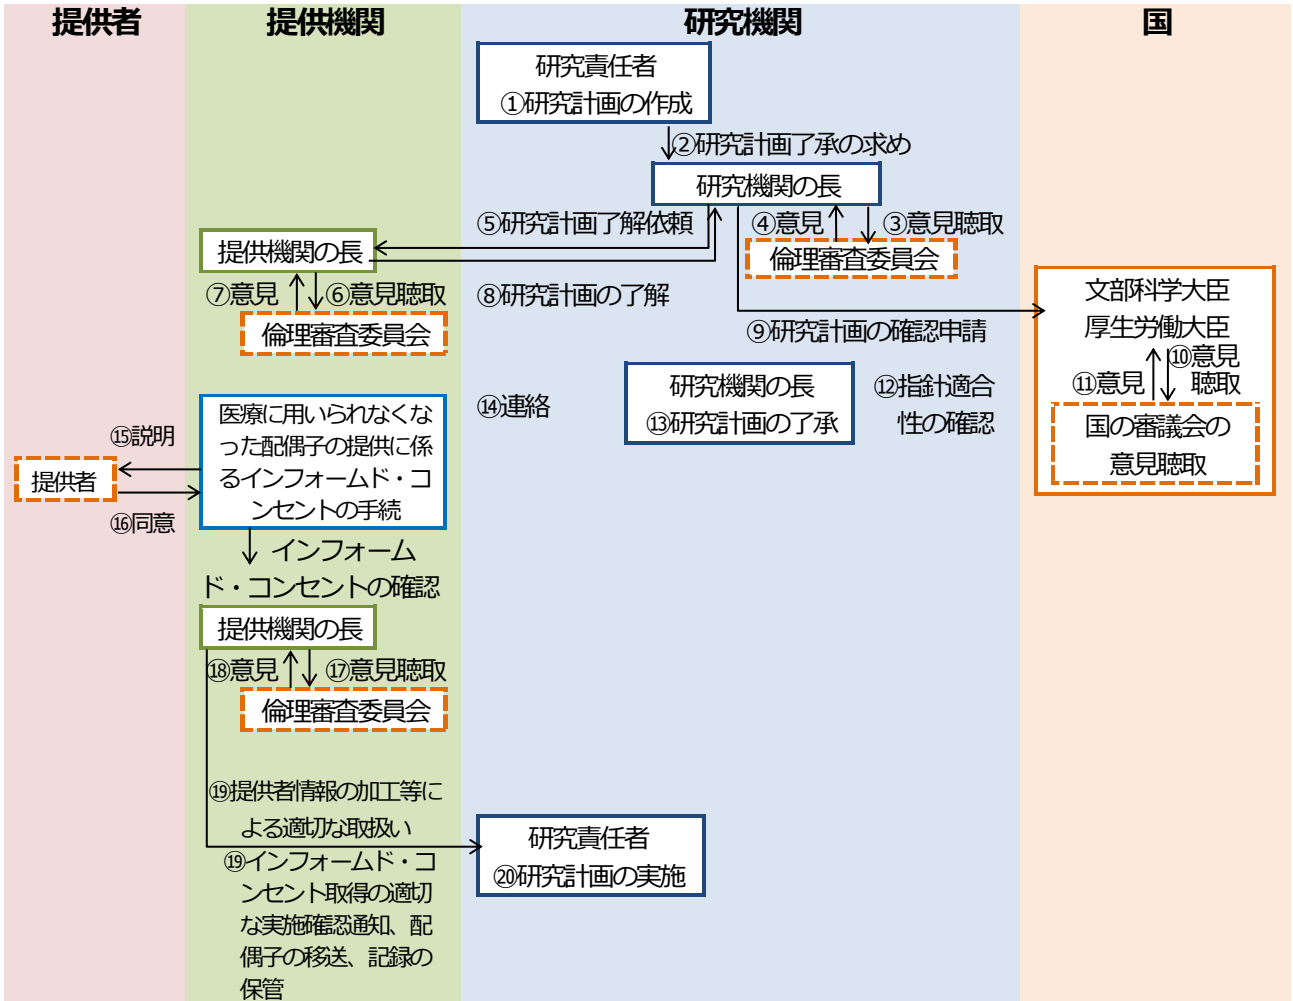 提供者
提供機関
研究機関
国
研究責任者
①研究計画の作成
②研究計画了承の求め
研究機関の長
⑤研究計画了解依頼
④意見
③意見聴取
倫理審査委員会
提供機関の長
⑦意見
⑥意見聴取
倫理審査委員会
⑧研究計画の了解
⑨研究計画の確認申請
文部科学大臣
厚生労働大臣
⑪意見
⑩意見
聴取
国の審議会の
意見聴取
研究機関の長
⑬研究計画の了承
⑫指針適合
性の確認
⑭連絡
医療に用いられなくな
った配偶子の提供に係
るインフォームド・コ
ンセントの手続
⑮説明
提供者
⑯同意
インフォーム
ド・コンセントの確認
提供機関の長
⑱意見
⑰意見聴取
倫理審査委員会
⑲提供者情報の加工等に
よる適切な取扱い
⑲インフォームド・コ
ンセント取得の適切
な実施確認通知、配
偶子の移送、記録の
保管
研究責任者
⑳研究計画の実施